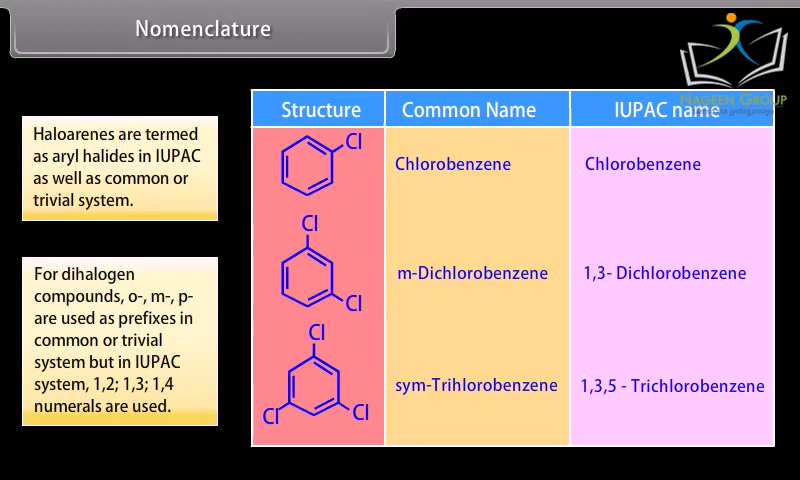 Nomenclature
NAGEEN GROUP
Haloarenes are termed
as aryl halides in IUPAC
as well as common or
trivial system.
For dihalogen
compounds, o-, m-, p-
are used as prefixes in
common or trivial
system but in IUPAC
system, 1,2; 1,3; 1,4
numerals are used.
Structure Common Name IUPAC name
Cl
Chlorobenzene Chlorobenzene
Cl
m-Dichlorobenzene 1,3- Dichlorobenzene
Cl
Cl
sym-Trihlorobenzene 1,3,5 - Trichlorobenzene
Cl Cl